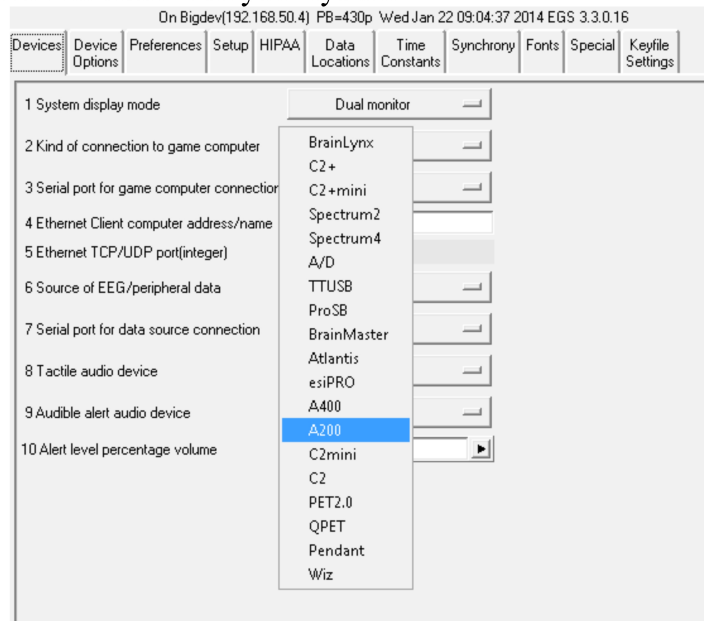 On Bigdev(192.168.50.4) PB=430p Wed Jan 22 09:04:37 2014 EGS 3.3.0.16
Devices
Device Options
Preferences
Setup
HIPAA
Data Locations
Time Constants
Synchrony
Fonts
Special
Keyfile Settings
1 System display mode
Dual monitor
2 Kind of connection to game computer
3 Serial port for game computer connection
4 Ethernet Client computer address/name
5 Ethernet TCP/UDP port(integer)
6 Source of EEG/peripheral data
7 Serial port for data source connection
8 Tactile audio device
9 Audible alert audio device
10 Alert level percentage volume
BrainLynx
C2+
C2+mini
Spectrum2
Spectrum4
A/D
TTUSB
ProSB
BrainMaster
Atlantis
esiPRO
A400
A200
C2mini
C2
PET2.0
QPET
Pendant
Wiz